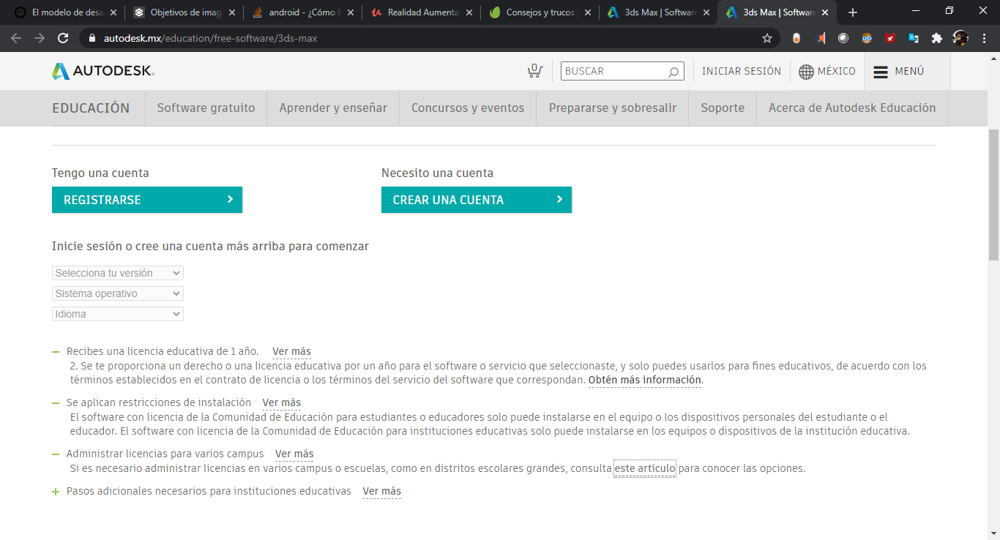 El modelo de desa
Objetivos de imag
android - ¿Cómo f
Realidad Aumenta
Consejos y trucos
3ds Max | Software
3ds Max | Software
autodesk.mx/education/free-software/3ds-max
AUTODESK.
0
BUSCAR
INICIAR SESIÓN
MÉXICO
MENÚ
EDUCACIÓN
Software gratuito
Aprender y enseñar
Concursos y eventos
Prepararse y sobresalir
Soporte
Acerca de Autodesk Educación
Tengo una cuenta
REGISTRARSE
Necesito una cuenta
CREAR UNA CUENTA
Inicie sesión o cree una cuenta más arriba para comenzar
Selecciona tu versión
Sistema operativo
Idioma
Recibes una licencia educativa de 1 año. Ver más
2. Se te proporciona un derecho o una licencia educativa por un año para el software o servicio que seleccionaste, y solo puedes usarlos para fines educativos, de acuerdo con los
términos establecidos en el contrato de licencia o los términos del servicio del software que correspondan. Obtén más información.
Se aplican restricciones de instalación Ver más
El software con licencia de la Comunidad de Educación para estudiantes o educadores solo puede instalarse en el equipo o los dispositivos personales del estudiante o el
educador. El software con licencia de la Comunidad de Educación para instituciones educativas solo puede instalarse en los equipos o dispositivos de la institución educativa.
Administrar licencias para varios campus Ver más
Si es necesario administrar licencias en varios campus o escuelas, como en distritos escolares grandes, consulta este artículo para conocer las opciones.
Pasos adicionales necesarios para instituciones educativas Ver más